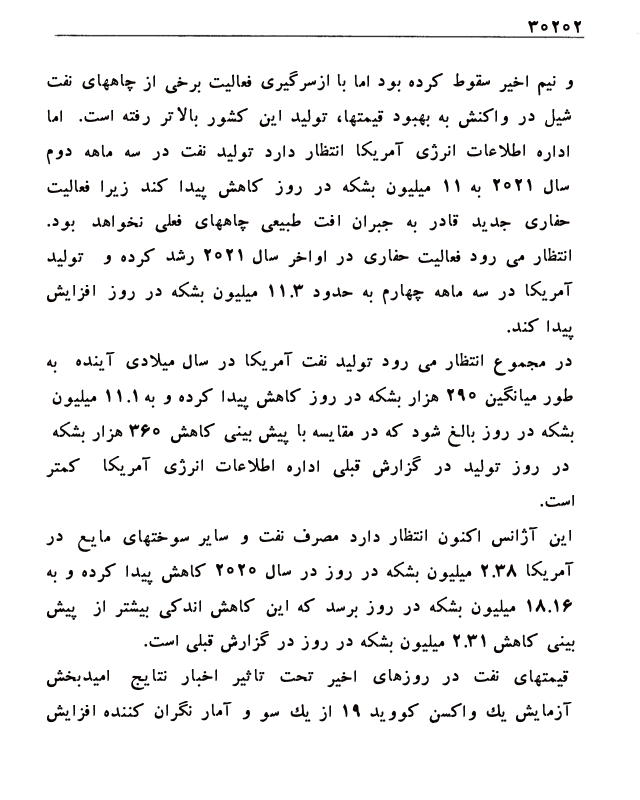 ۳۰۲۰۲
و نیم اخیر سقوط کرده بود اما با ازسرگیری فعالیت برخی از چاههای نفت
شیل در واکنش به بهبود قیمتها، تولید این کشور بالاتر رفته است. اما
اداره اطلاعات انرژی آمریکا انتظار دارد تولید نفت در سه ماهه دوم
سال ۲۰۲۱ به ۱۱ میلیون بشکه در روز کاهش پیدا کند زیرا فعالیت
حفاری جدید قادر به جبران افت طبیعی چاههای فعلی نخواهد بود.
انتظار می رود فعالیت حفاری در اواخر سال ۲۰۲۱ رشد کرده و تولید
آمریکا در سه ماهه چهارم به حدود ۱۱.۳ میلیون بشکه در روز افزایش
پیدا کند.
در مجموع انتظار می رود تولید نفت آمریکا در سال میلادی آینده به
طور میانگین ۲۹۰ هزار بشکه در روز کاهش پیدا کرده و به ۱۱.۱ میلیون
بشکه در روز بالغ شود که در مقایسه با پیش بینی کاهش ۳۶۰ هزار بشکه
در روز تولید در گزارش قبلی اداره اطلاعات انرژی آمریکا کمتر
است.
این آژانس اکنون انتظار دارد مصرف نفت و سایر سوختهای مایع در
آمریکا ۲.۳۸ میلیون بشکه در روز در سال ۲۰۲۰ کاهش پیدا کرده و به
۱۸.۱۶ میلیون بشکه در روز برسد که این کاهش اندکی بیشتر از پیش
بینی کاهش ۲.۳۱ میلیون بشکه در روز در گزارش قبلی است.
قیمتهای نفت در روزهای اخیر تحت تاثیر اخبار نتایج امیدبخش
آزمایش یك واکسن کووید ۱۹ از یك سو و آمار نگران کننده افزایش